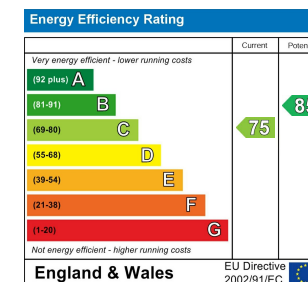 Energy Efficiency Rating
Current
Very energy efficient - lower running costs
(92 plus) A
(81-91) B
(69-80) C 75
(55-68) D
(39-54) E
(21-38) F
(1-20) G
Not energy efficient - higher running costs
England & Wales
EU Directive
2002/91/EC